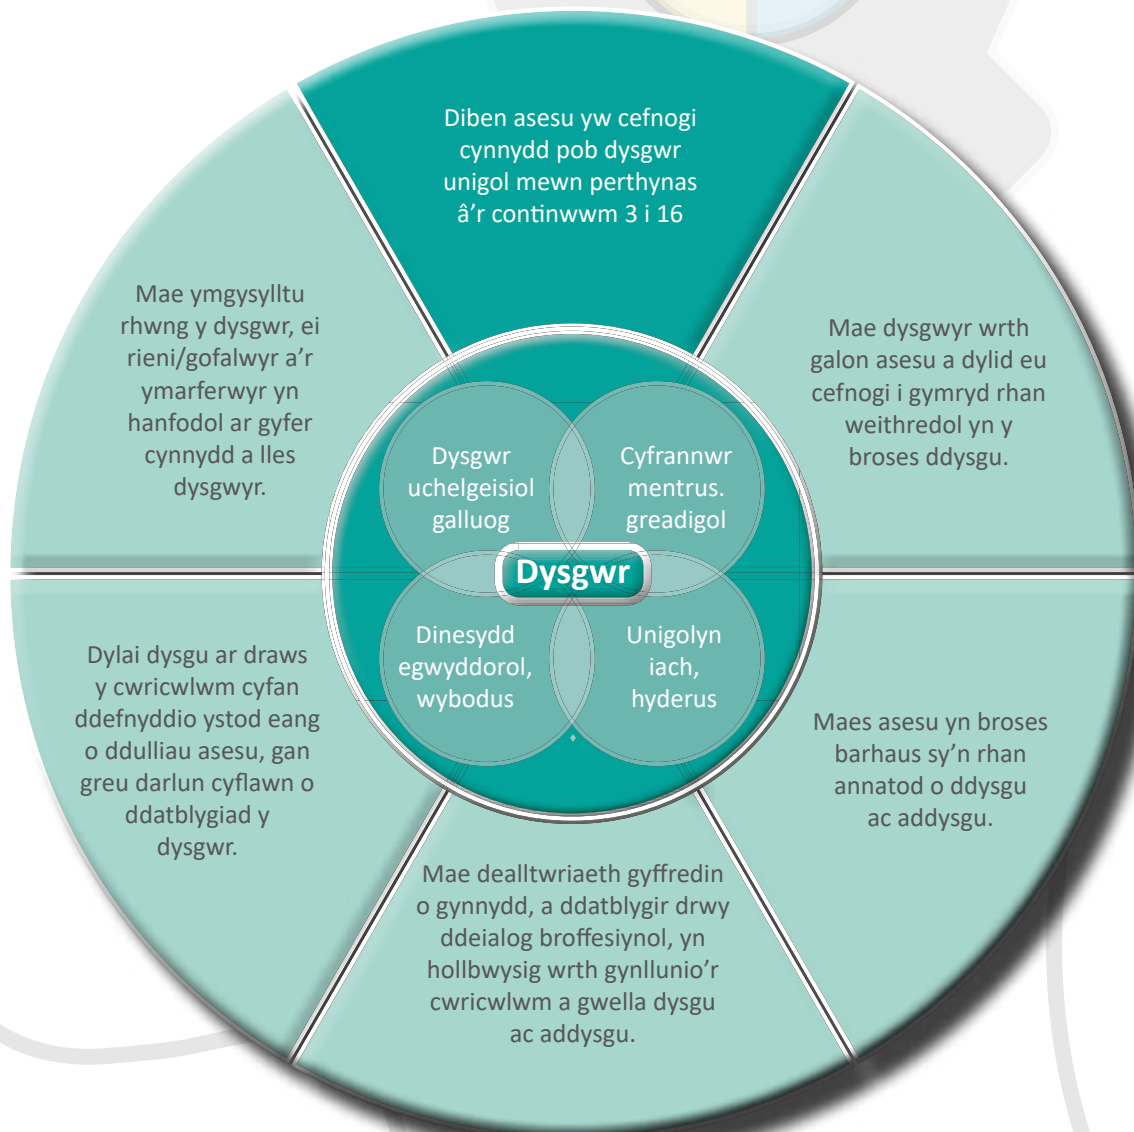 Diben asesu yw cefnogi
cynnydd pob dysgwr
unigol mewn perthynas
â'r continwwm 3 i 16
Mae dysgwyr wrth
galon asesu a dylid eu
cefnogi i gymryd rhan
weithredol yn y
broses ddysgu.
Maes asesu yn broses
barhaus sy'n rhan
annatod o ddysgu
ac addysgu.
Mae dealltwriaeth gyffredin
o gynnydd, a ddatblygir drwy
ddeialog broffesiynol, yn
hollbwysig wrth gynllunio'r
cwricwlwm a gwella dysgu
ac addysgu.
Dylai dysgu ar draws
y cwricwlwm cyfan
ddefnyddio ystod eang
o ddulliau asesu, gan
greu darlun cyflawn o
ddatblygiad y
dysgwr.
Mae ymgysylltu
rhwng y dysgwr, ei
rieni/gofalwyr a'r
ymarferwyr yn
hanfodol ar gyfer
cynnydd a lles
dysgwyr.
Dysgwr
uchelgeisiol
galluog
Cyfrannwr
mentrus.
greadigol
Dysgwr
Dinesydd
egwyddorol,
wybodus
Unigolyn
iach,
hyderus